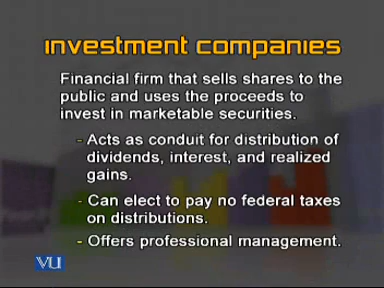 investment companies
Financial firm that sells shares to the
public and uses the proceeds to
invest in marketable securities.
- Acts as conduit for distribution of
dividends, interest, and realized
gains.
- Can elect to pay no federal taxes
on distributions.
- Offers professional management.
VU